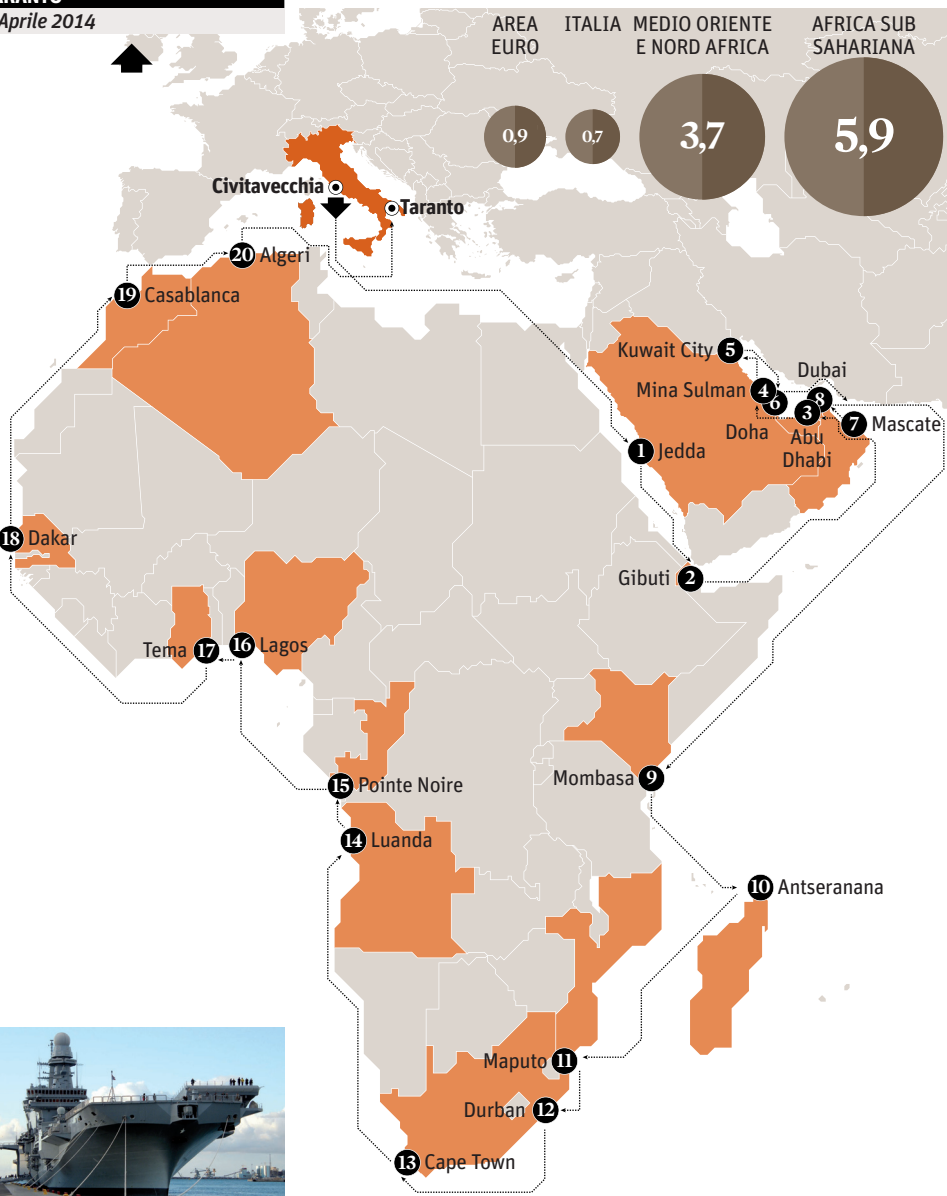 Aprile 2014
AREA
EURO
0,9
ITALIA
0,7
MEDIO ORIENTE
E NORD AFRICA
3,7
AFRICA SUB
SAHARIANA
5,9
Civitavecchia
Taranto
20 Algeri
19 Casablanca
Kuwait City 5
Mina Sulman 4
6
Doha
Dubai
8
3
Abu
Dhabi
7 Mascate
1 Jedda
Gibuti 2
18 Dakar
Tema 17
16 Lagos
15 Pointe Noire
Mombasa 9
14 Luanda
10 Antseranana
Maputo 11
Durban 12
13 Cape Town